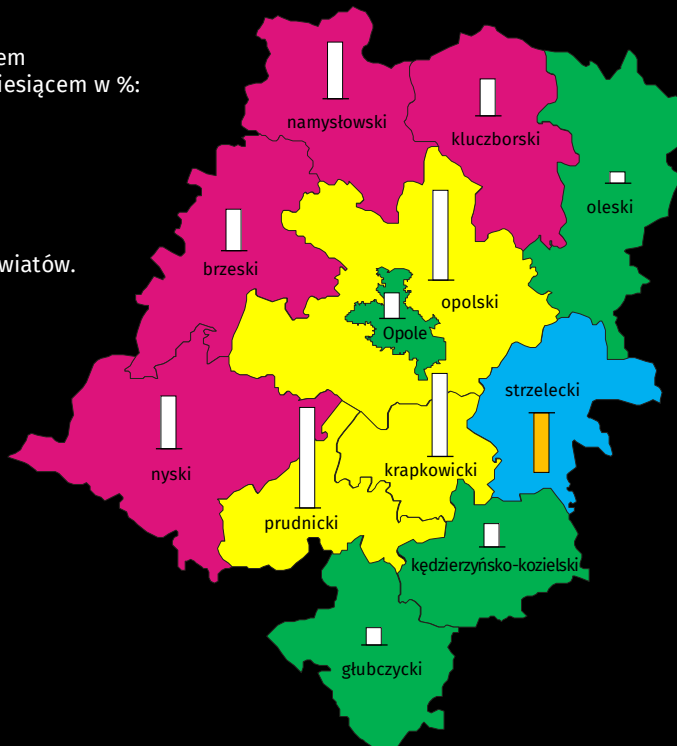 em
iesiącem w %:
wiatów.
namysłowski
kluczborski
oleski
brzeski
opolski
Opole
strzelecki
krapkowicki
nyski
prudnicki
kędzierzyńsko-kozielski
głubczycki